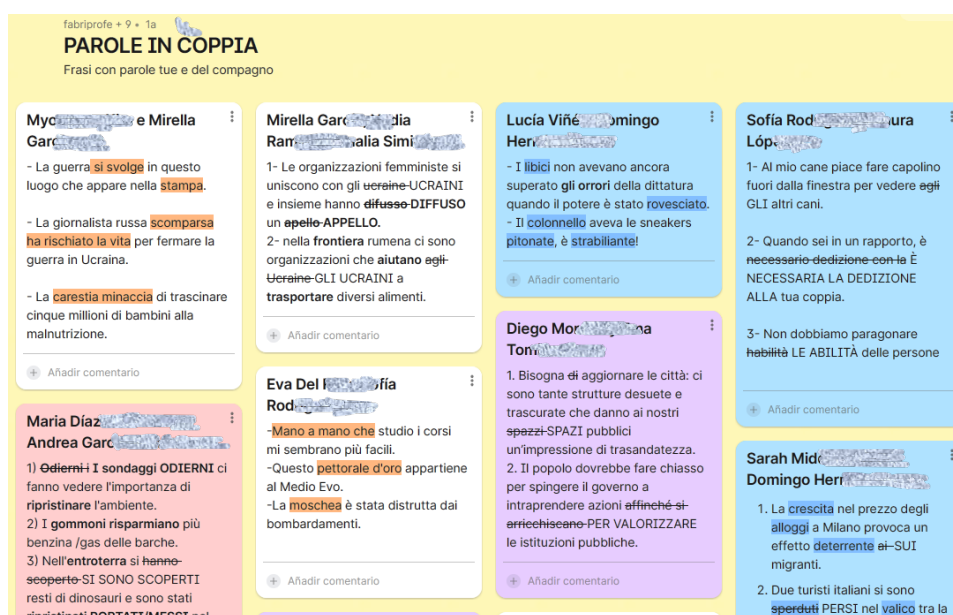 fabriprofe + 9 • 1a
PAROLE IN COPPIA
Frasi con parole tue e del compagno
e Mirella
- La guerra si svolge in questo
luogo che appare nella stampa.
- La giornalista russa scomparsa
ha rischiato la vita per fermare la
guerra in Ucraina.
- La carestia minaccia di trascinare
cinque millioni di bambini alla
malnutrizione.
Añadir comentario
Maria Díaz
Andrea
1) Odierni i I sondaggi ODIERNI ci
fanno vedere l'importanza di
ripristinare l'ambiente.
2) I gommoni risparmiano più
benzina /gas delle barche.
3) Nell'entroterra si hanno
scoperto SI SONO SCOPERTI
resti di dinosauri e sono stati
ripristinati PORTATI/MESSI nel
Mirella
1- Le organizzazioni femministe si
uniscono con gli ucraine UCRAINI
e insieme hanno difusso DIFFUSO
un apello APPELLO.
2- nella frontiera rumena ci sono
organizzazioni che aiutano agli
Ucraine GLI UCRAINI a
trasportare diversi alimenti.
Añadir comentario
Eva Del
-Mano a mano che studio i corsi
mi sembrano più facili.
-Questo pettorale d'oro appartiene
al Medio Evo.
-La moschea è stata distrutta dai
bombardamenti.
Añadir comentario
Lucía
- I libici non avevano ancora
superato gli orrori della dittatura
quando il potere è stato rovesciato.
- Il colonnello aveva le sneakers
pitonate, è strabiliante!
Añadir comentario
Diego
1. Bisogna di aggiornare le città: ci
sono tante strutture desuete e
trascurate che danno ai nostri
spazzi SPAZI pubblici
un'impressione di trasandatezza.
2. Il popolo dovrebbe fare chiasso
per spingere il governo a
intraprendere azioni affinché si
arricchiscano PER VALORIZZARE
le istituzioni pubbliche.
Añadir comentario
Sofía
1- Al mio cane piace fare capolino
fuori dalla finestra per vedere agli
GLI altri cani.
2- Quando sei in un rapporto, è
necessario dedizione con la È
NECESSARIA LA DEDIZIONE
ALLA tua coppia.
3- Non dobbiamo paragonare
habilità LE ABILITÀ delle persone
Añadir comentario
Sarah
Domingo
1. La crescita nel prezzo degli
alloggi a Milano provoca un
effetto deterrente ai SUI
migranti.
2. Due turisti italiani si sono
sperduti PERSI nel valico tra la